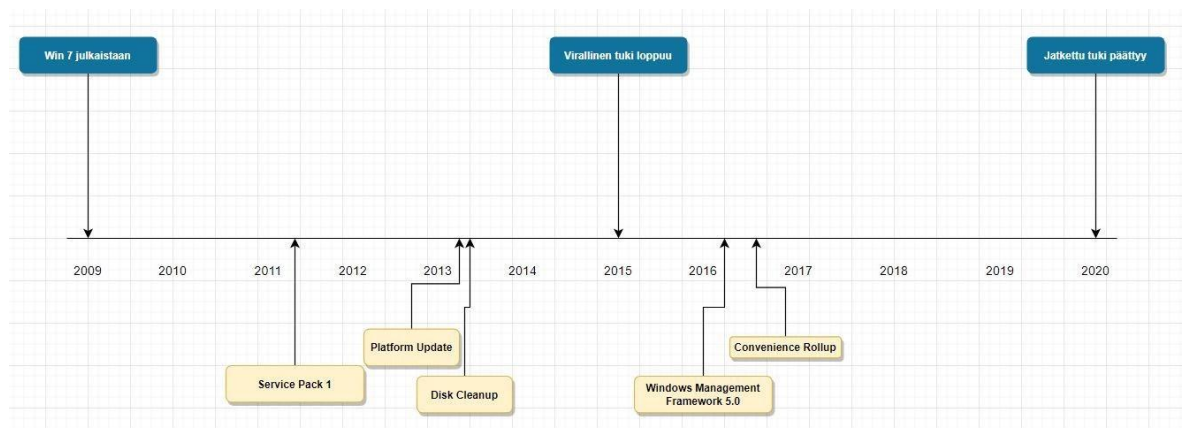 Win 7 julkaistaan
Virallinen tuki loppuu
Jatkettu tuki päättyy
2009
2010
2011
2012
2013
2014
2015
2016
2017
2018
2019
2020
Platform Update
Convenience Rollup
Service Pack 1
Disk Cleanup
Windows Management
Framework 5.0